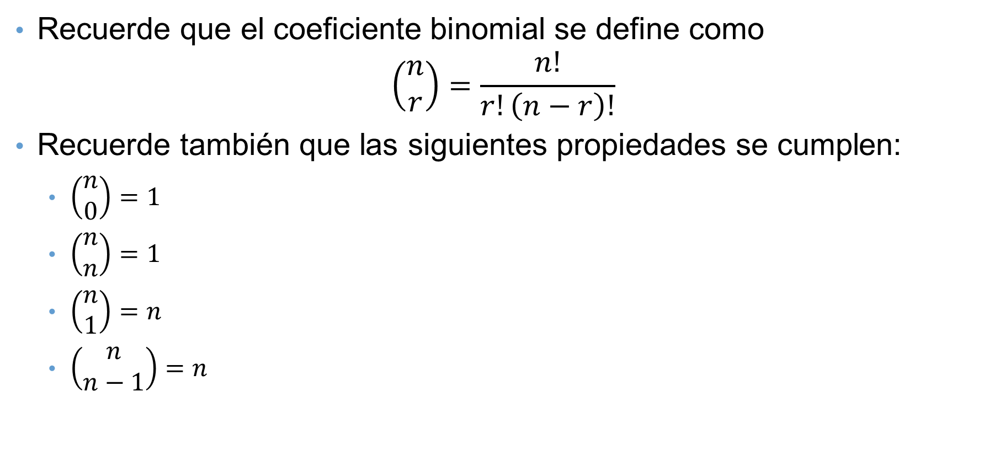 • Recuerde que el coeficiente binomial se define como
$\binom{n}{r} = \frac{n!}{r!\,(n-r)!}$
• Recuerde también que las siguientes propiedades se cumplen:
• $\binom{n}{0} = 1$
• $\binom{n}{n} = 1$
• $\binom{n}{1} = n$
• $\binom{n}{n-1} = n$